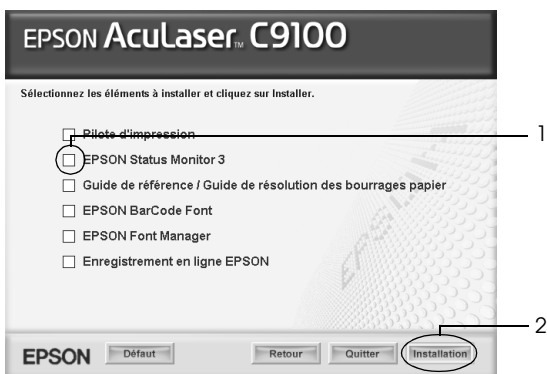 EPSON AcuLaser™ C9100
Sélectionnez les éléments à installer et cliquez sur Installer.
Pilote d'impression
1
EPSON Status Monitor 3
Guide de référence / Guide de résolution des bourrages papier
EPSON BarCode Font
EPSON Font Manager
Enregistrement en ligne EPSON
EPSON
2
EPSON Défaut Retour Quitter Installation